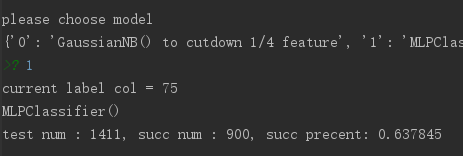 please choose model
{'0': 'GaussianNB() to cutdown 1/4 feature', '1': 'MLPClas
>? 1
current label col = 75
MLPClassifier()
test num : 1411, succ num : 900, succ precent: 0.637845